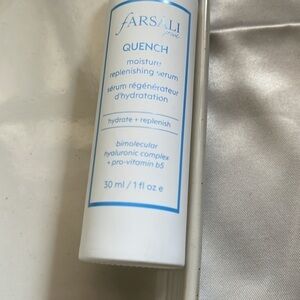 fARSÁLI
QUENCH
moisture
replenishing serum
sérum régénérateur
d'hydratation
hydrate + replenish
bimolecular
hyaluronic complex
+ pro-vitamin b5
30 ml / 1 fl oz e